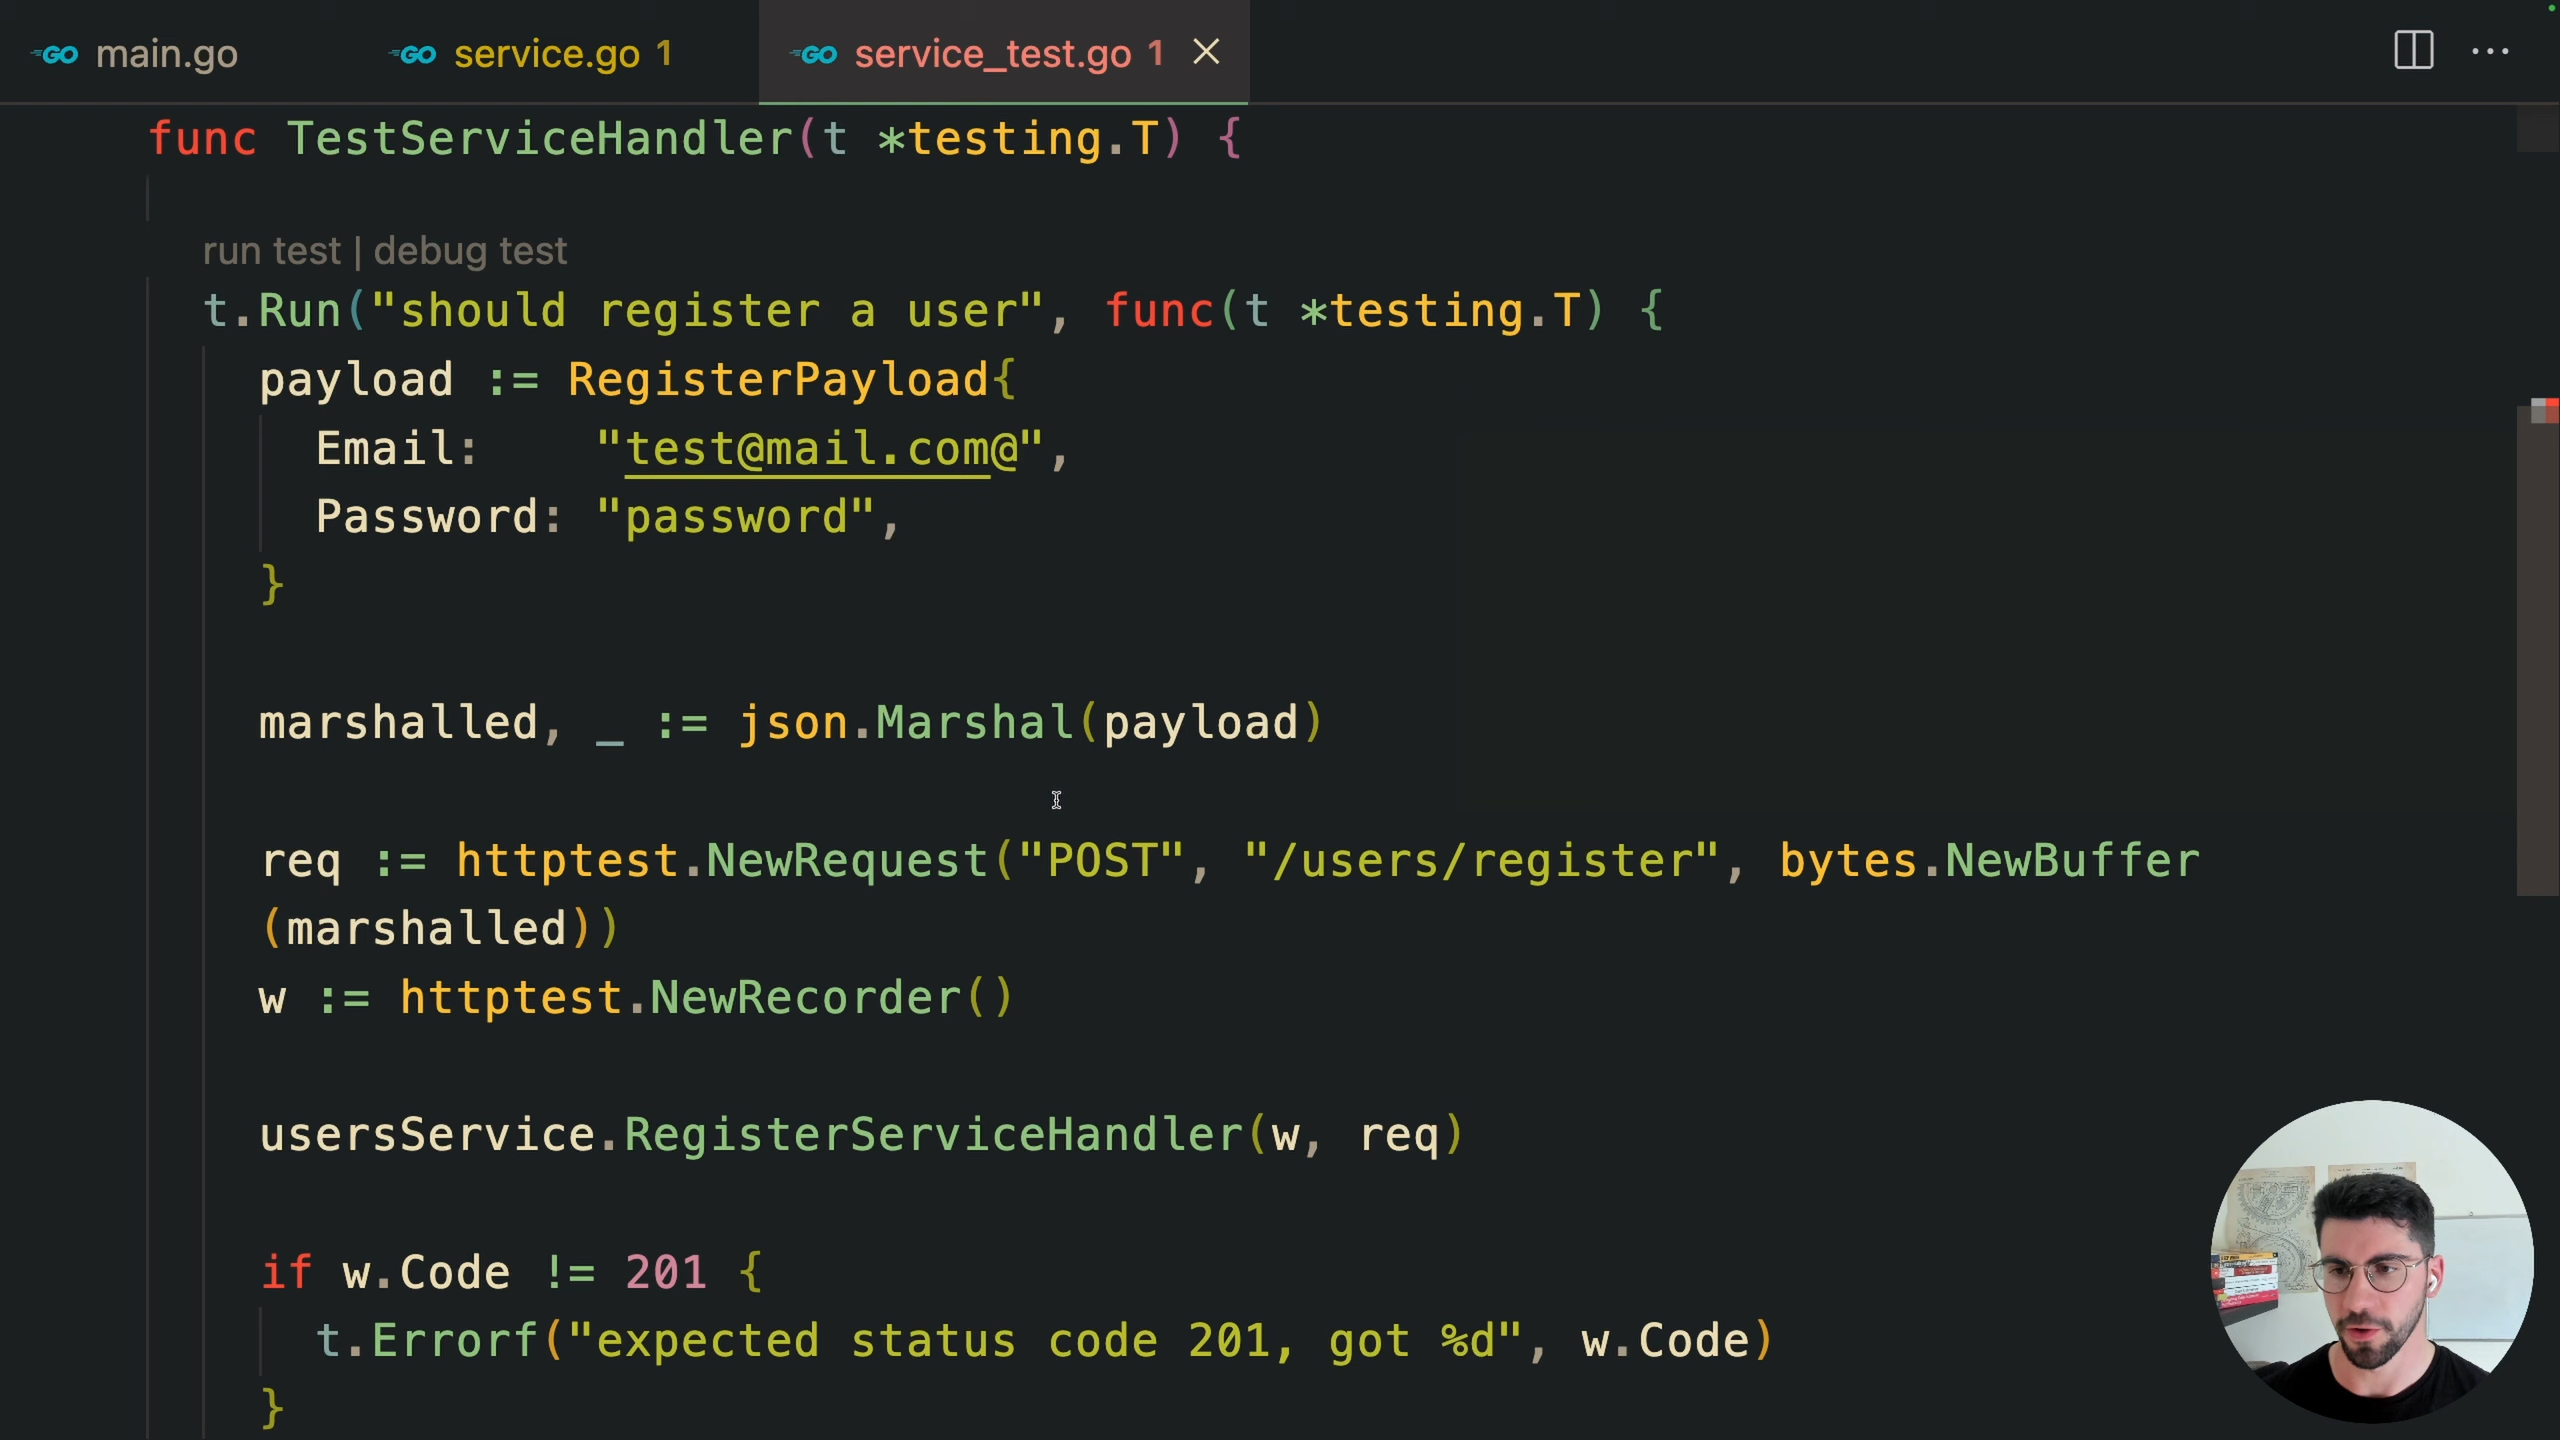 GO main.go GO service.go 1 GO service_test.go 1
func TestServiceHandler(t *testing.T) {
run test | debug test
t.Run("should register a user", func(t *testing.T) {
payload := RegisterPayload{
Email: "test@mail.com@",
Password: "password",
}
marshalled, _ := json.Marshal(payload)
req := httptest.NewRequest("POST", "/users/register", bytes.NewBuffer
(marshalled))
w := httptest.NewRecorder()
usersService.RegisterServiceHandler(w, req)
if w.Code != 201 {
t.Errorf("expected status code 201, got %d", w.Code)
}